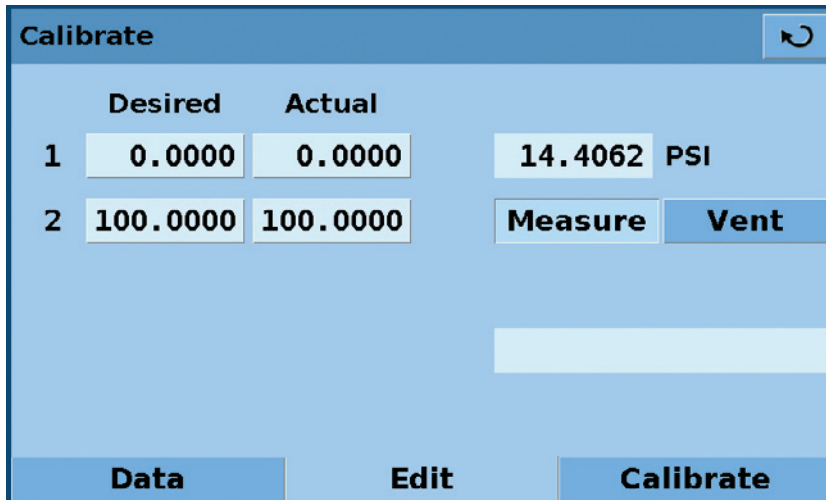 Calibrate
Desired Actual
1 0.0000 0.0000 14.4062 PSI
2 100.0000 100.0000 Measure Vent
Data Edit Calibrate